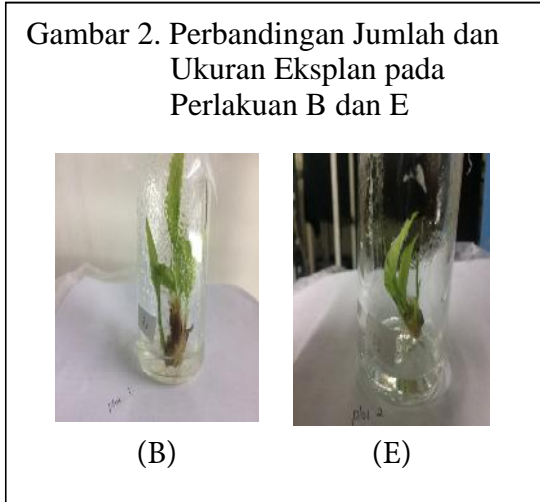 Gambar 2. Perbandingan Jumlah dan
Ukuran Eksplan pada
Perlakuan B dan E
(B)
(E)